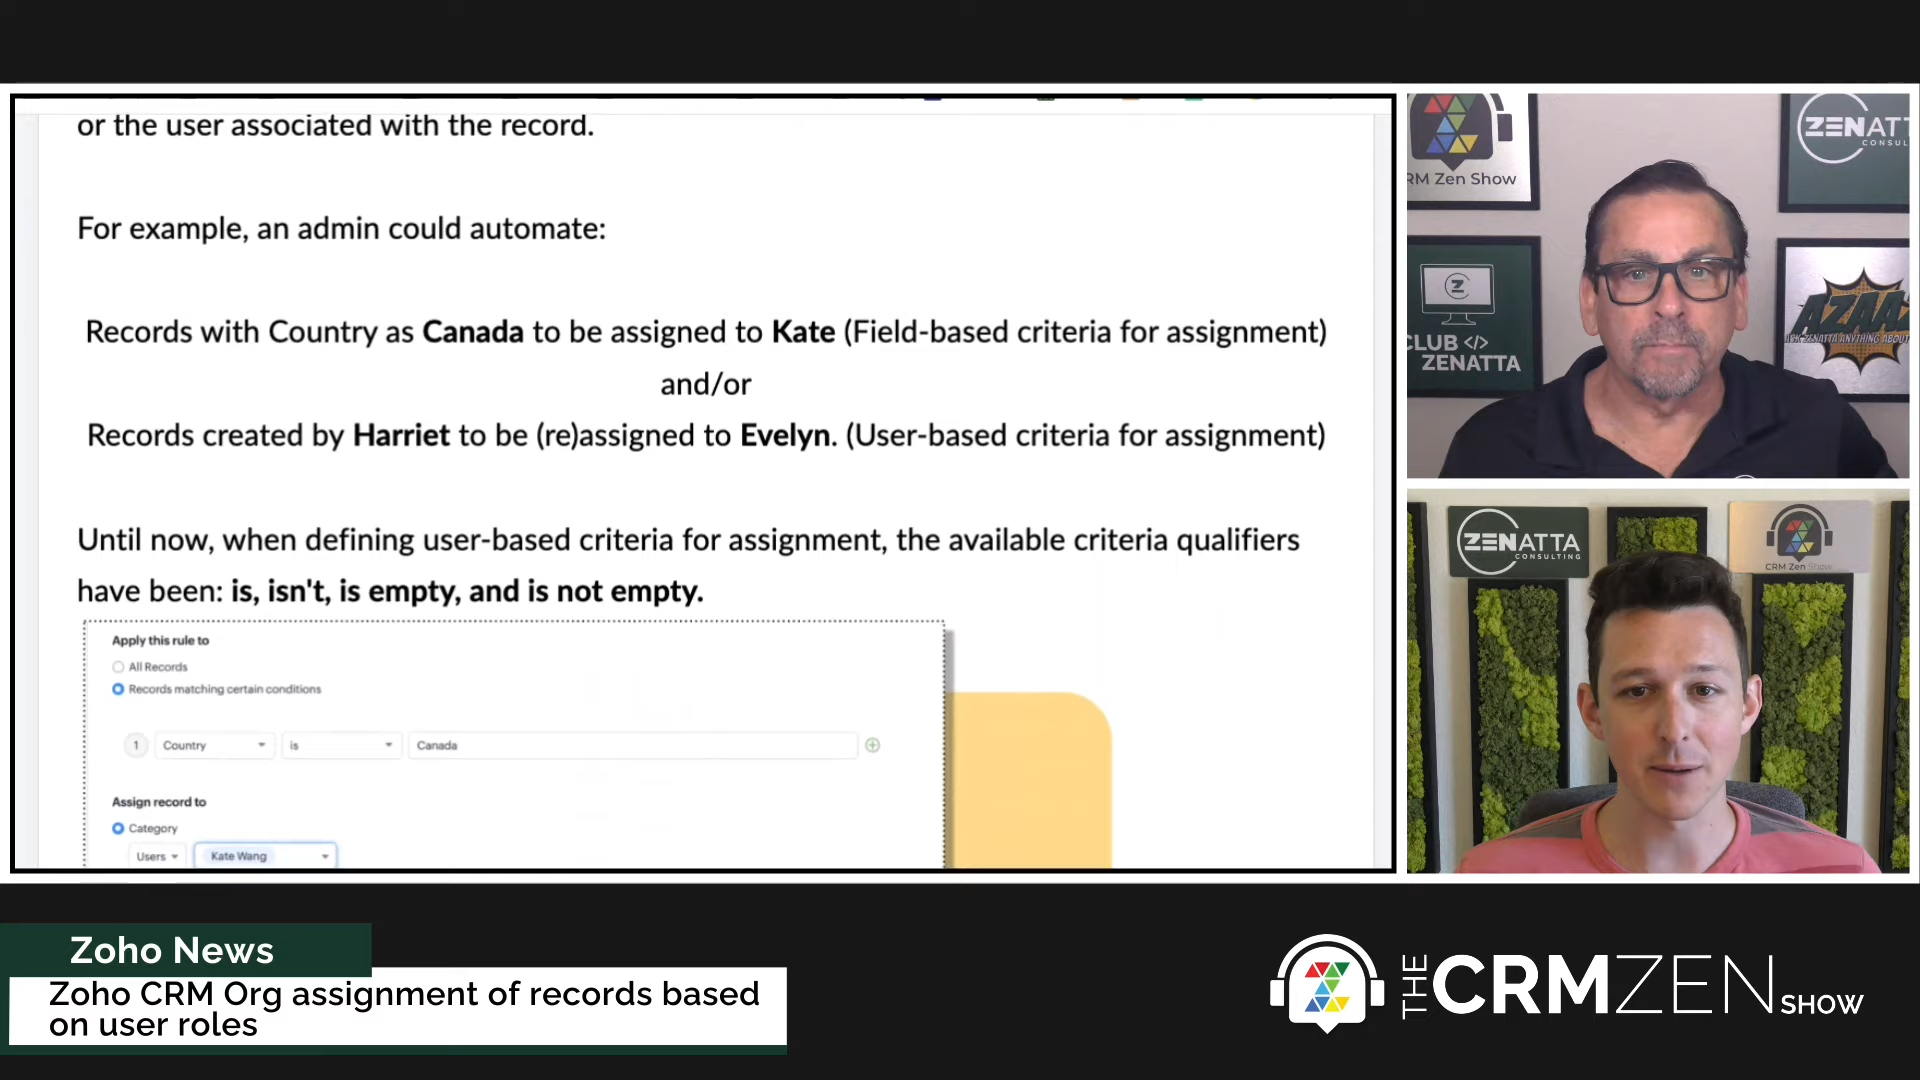 or the user associated with the record.
For example, an admin could automate:
Records with Country as Canada to be assigned to Kate (Field-based criteria for assignment)
and/or
Records created by Harriet to be (re)assigned to Evelyn. (User-based criteria for assignment)
Until now, when defining user-based criteria for assignment, the available criteria qualifiers
have been: is, isn't, is empty, and is not empty.
Apply this rule to
All Records
Records matching certain conditions
1 Country is Canada
Assign record to
Category
Users Kate Wang
RM Zen Show
ZENATT
CONSUL
CLUB </>
ZENATTA
AZAA
ASK ZENATTA ANYTHING ABOUT
ZENATTA
CONSULTING
CRM Zen Show
Zoho News
Zoho CRM Org assignment of records based
on user roles
THE CRMZEN SHOW